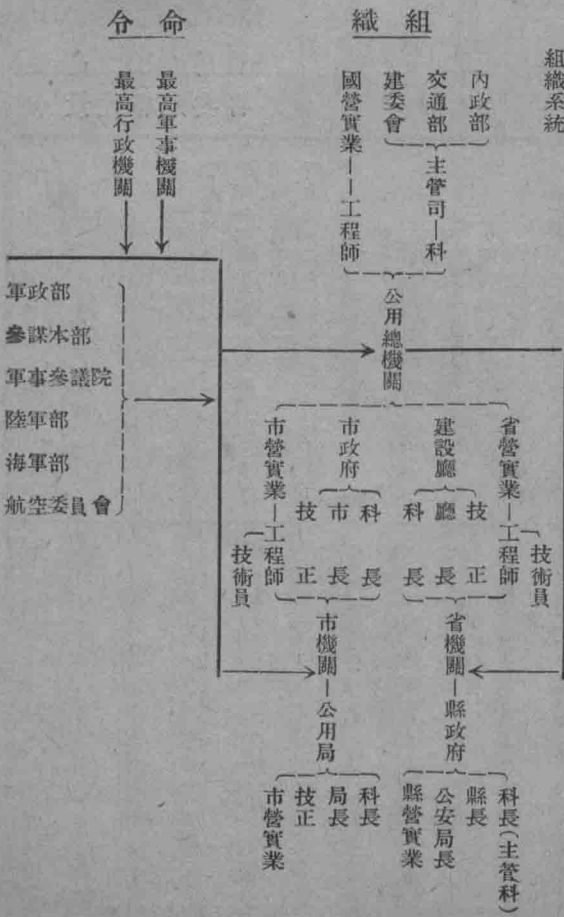 組織系統
組織
內政部
交通部
建委會
主管司—科
國營實業——工程師
公用總機關
省營實業—工程師
技術員
建設廳
技正
廳長
科長
市政府
科長
市長
技正
市營實業—工程師
技術員
省機關—縣政府
科長(主管科)
縣長
公安局長
縣營實業
市機關—公用局
科長
局長
技正
市營實業
命令
最高軍事機關
最高行政機關
軍政部
參謀本部
軍事參議院
陸軍部
海軍部
航空委員會